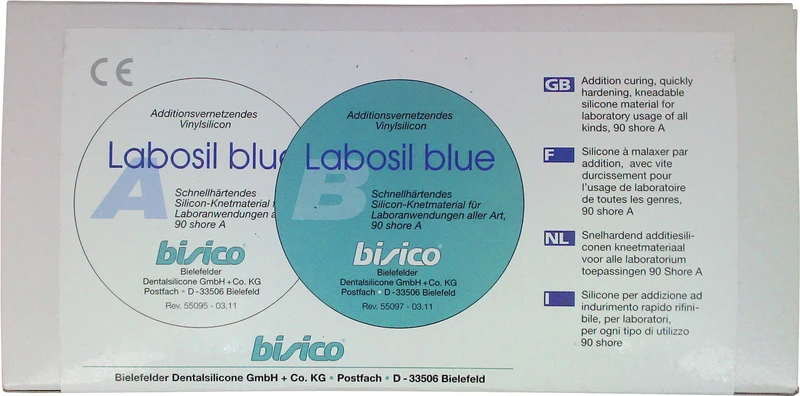 CE
Additionsvernetzendes
Vinylsilicon
Labosil blue
A
Schnellhärtendes
Silicon-Knetmaterial f
Laboranwendungen a
90 shore A
bisico
Bielefelder
Dentalsilicone GmbH + Co. KG
Postfach • D - 33506 Bielefeld
Rev. 55095 - 03.11
Additionsvernetzendes
Vinylsilicon
Labosil blue
B
Schnellhärtendes
Silicon-Knetmaterial für
Laboranwendungen aller Art,
90 shore A
bisico
Bielefelder
Dentalsilicone GmbH + Co. KG
Postfach • D - 33506 Bielefeld
Rev. 55097 - 03.11
bisico
Bielefelder Dentalsilicone GmbH + Co. KG • Postfach • D - 33506 Bielefeld
GB Addition curing, quickly
hardening, kneadable
silicone material for
laboratory usage of all
kinds, 90 shore A
F Silicone à malaxer par
addition, avec vite
durcissement pour
l'usage de laboratoire
de toutes les genres,
90 shore A
NL Snelhardend additiesili-
conen kneetmateriaal
voor alle laboratorium
toepassingen 90 Shore A
I Silicone per addizione ad
indurimento rapido rifini-
bile, per laboratori,
per ogni tipo di utilizzo
90 shore